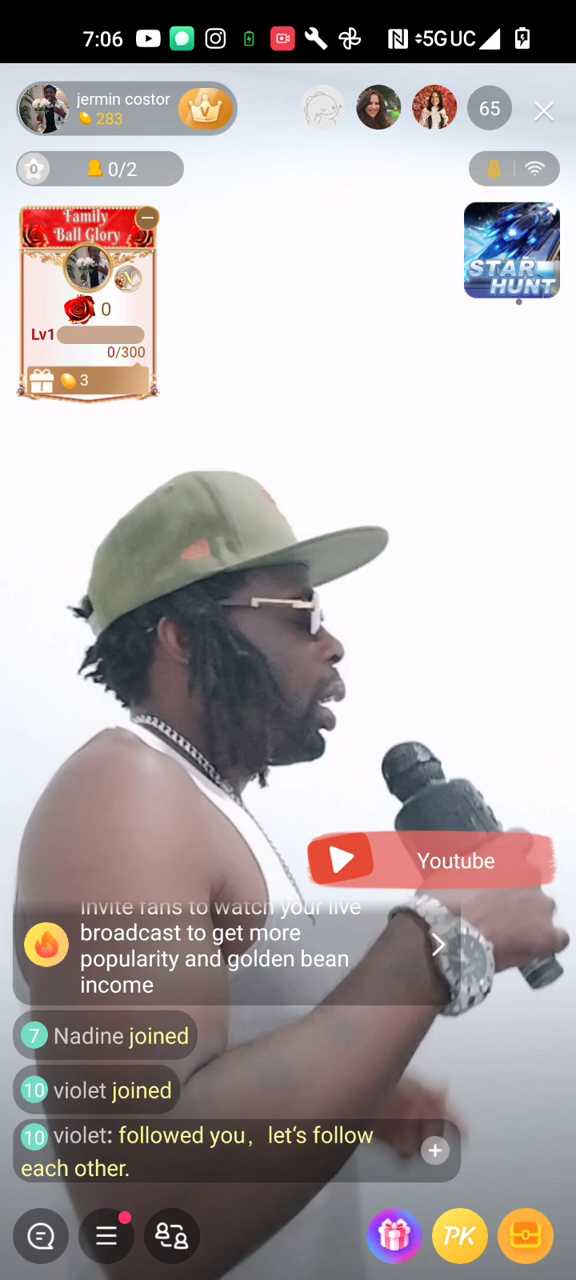 7:06
5G UC
jermin costor
283
V
65
0
0/2
Family
Ball Glory
0
Lv1
0/300
3
STAR
HUNT
Youtube
Invite fans to watch your live
broadcast to get more
popularity and golden bean
income
7 Nadine joined
10 violet joined
10 violet: followed you，let's follow
each other.
PK